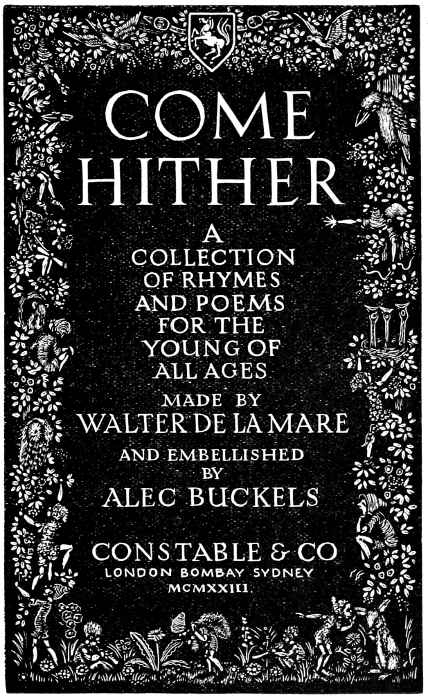 COME
HITHER
A
COLLECTION
OF RHYMES
AND POEMS
FOR THE
YOUNG OF
ALL AGES
MADE BY
WALTER DE LA MARE
AND EMBELLISHED
BY
ALEC BUCKELS
CONSTABLE & CO
LONDON BOMBAY SYDNEY
MCMXXIII.